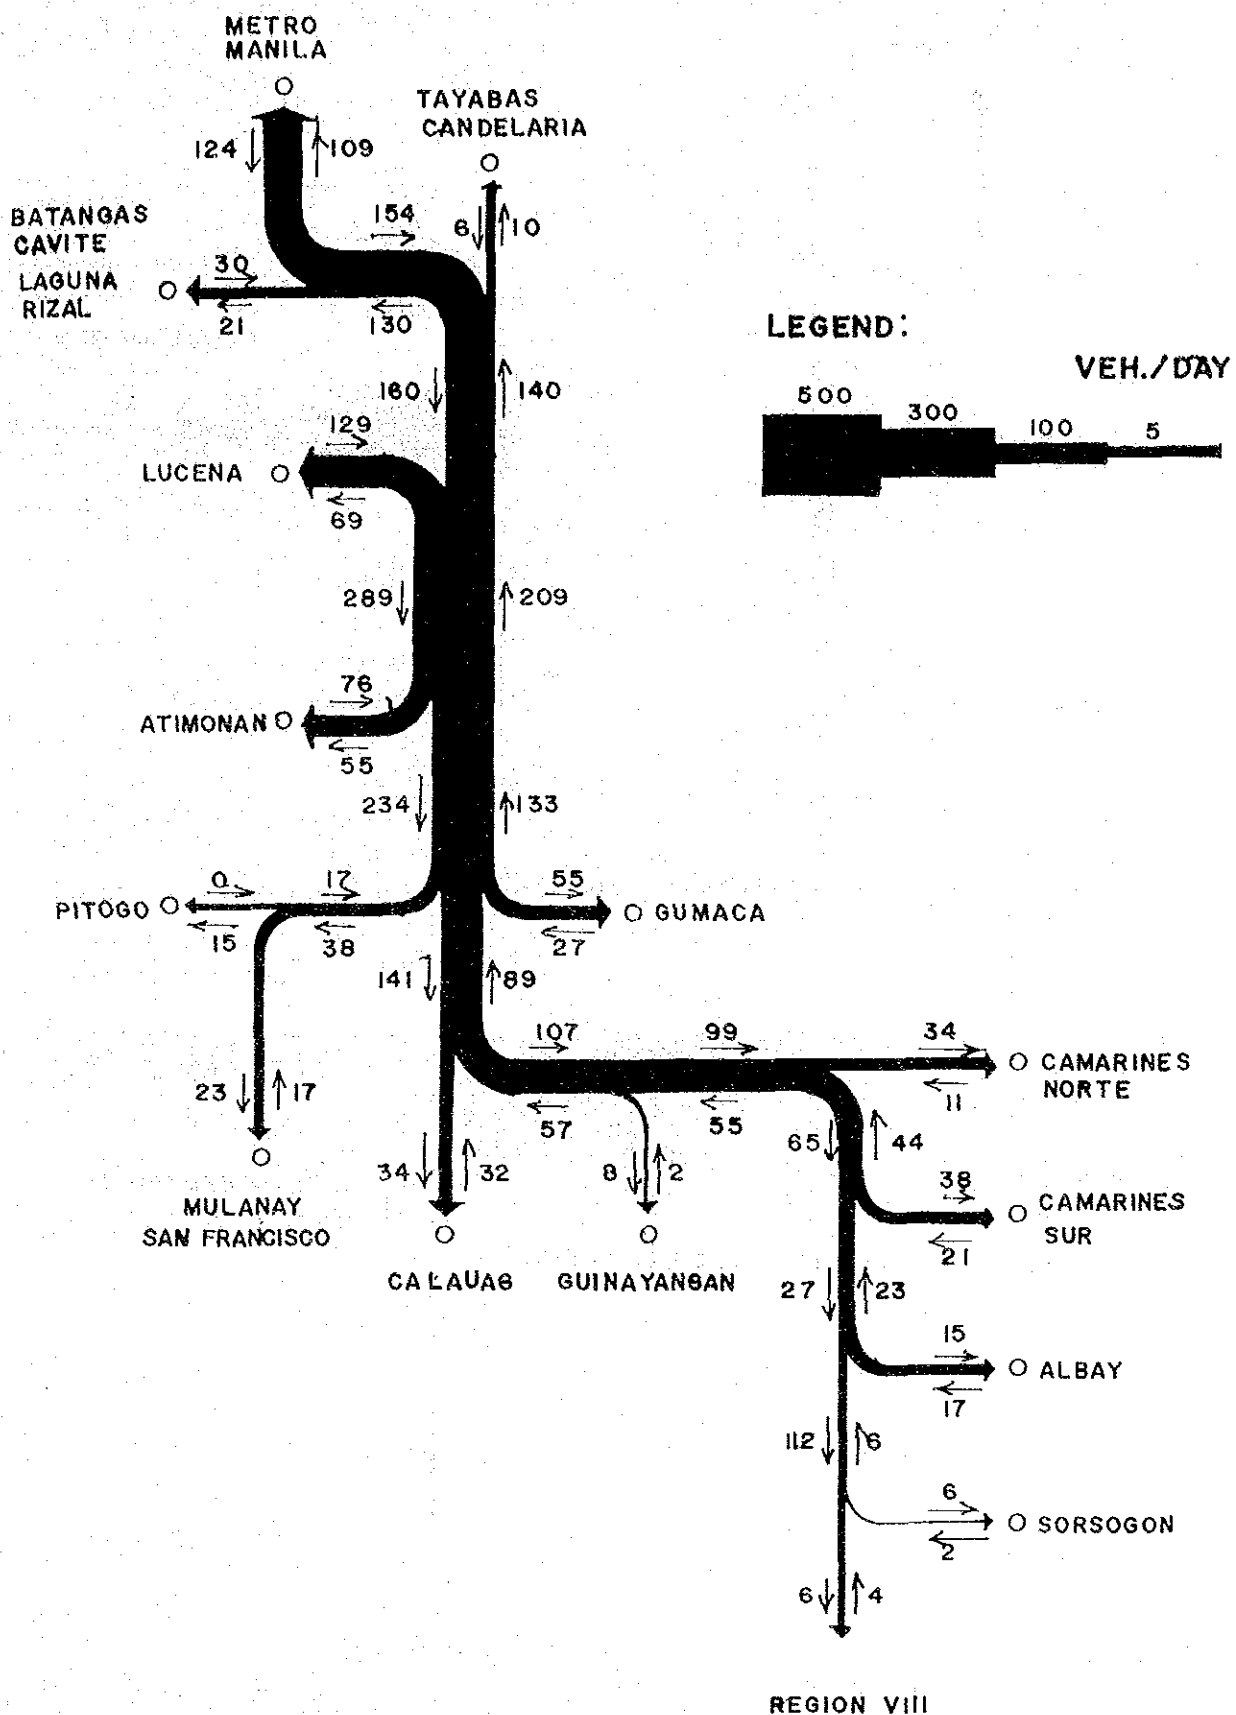 METRO
MANILA
TAYABAS
CANDELARIA
124
109
BATANGAS
CAVITE
LAGUNA
RIZAL
154
6
10
30
21
130
LEGEND:
VEH./DAY
500
300
100
5
160
140
129
LUCENA
69
289
209
76
ATIMONAN
55
234
133
0
17
55
PITOGO
GUMACA
15
38
27
141
89
107
99
34
CAMARINES
NORTE
11
57
55
23
17
65
44
34
32
8
2
38
CAMARINES
SUR
21
MULANAY
SAN FRANCISCO
CALAUAG
GUINAYANGAN
27
23
15
ALBAY
17
112
6
6
SORSOGON
2
6
4
REGION VIII